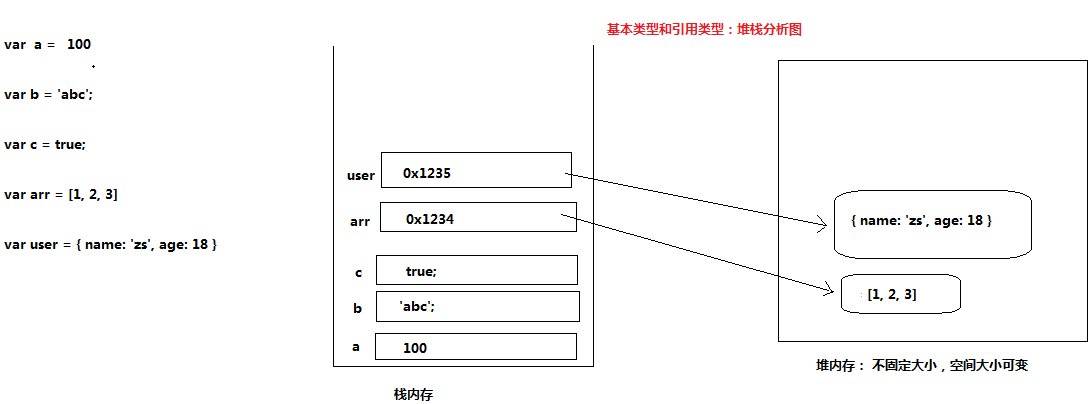 基本类型和引用类型：堆栈分析图
var a = 100
var b = 'abc';
var c = true;
var arr = [1, 2, 3]
var user = { name: 'zs', age: 18 }
user 0x1235
arr 0x1234
c true;
b 'abc';
a 100
栈内存
{ name: 'zs', age: 18 }
[1, 2, 3]
堆内存： 不固定大小，空间大小可变